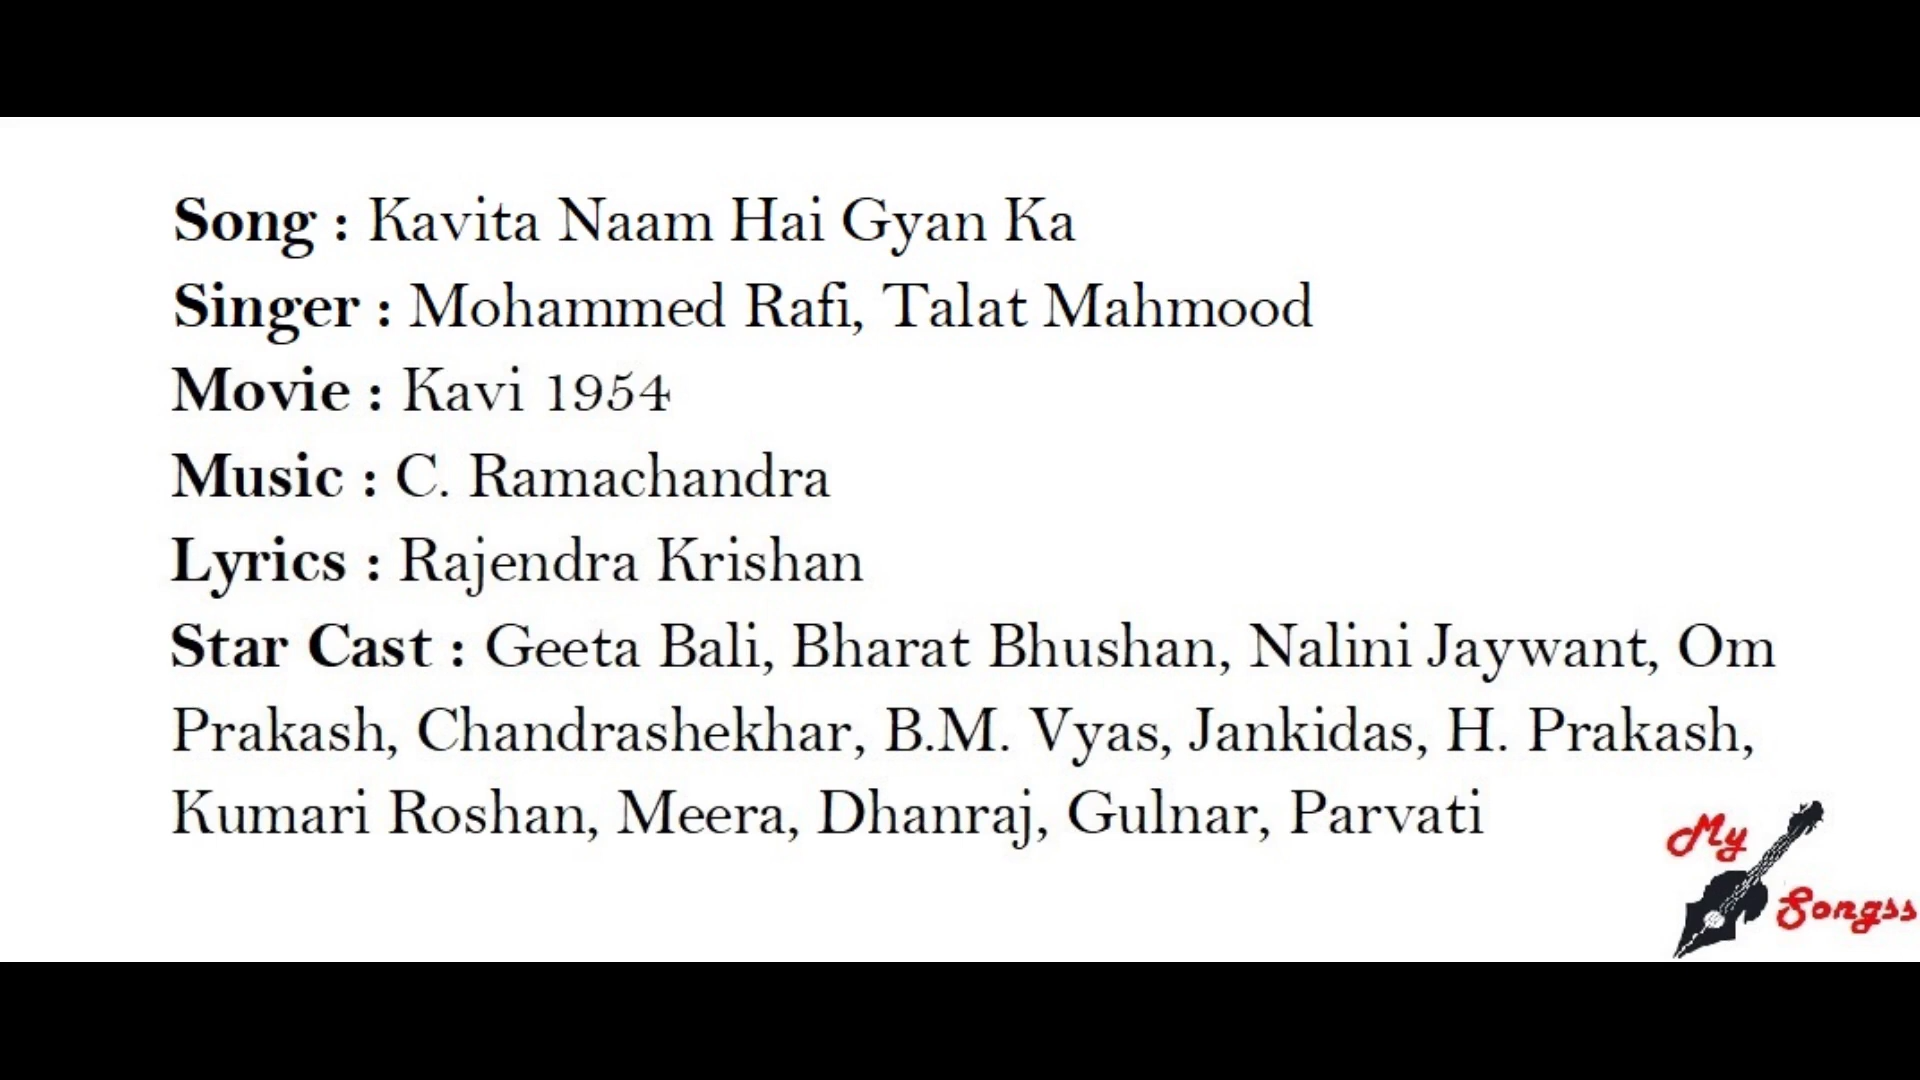 Song : Kavita Naam Hai Gyan Ka
Singer : Mohammed Rafi, Talat Mahmood
Movie : Kavi 1954
Music : C. Ramachandra
Lyrics : Rajendra Krishan
Star Cast : Geeta Bali, Bharat Bhushan, Nalini Jaywant, Om
Prakash, Chandrashekhar, B.M. Vyas, Jankidas, H. Prakash,
Kumari Roshan, Meera, Dhanraj, Gulnar, Parvati
My
Songss